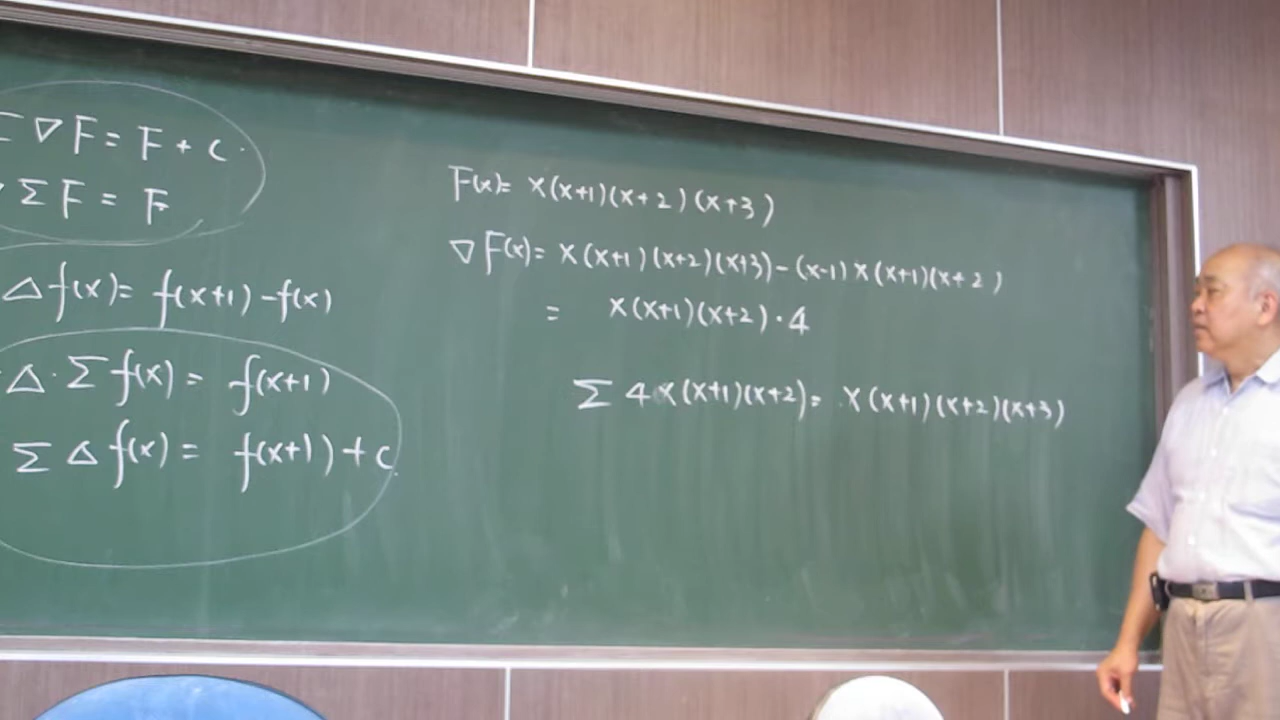 Σ ∇ F = F + c.
∇ Σ F = F
Δ f(x) = f(x+1) - f(x)
Δ · Σ f(x) = f(x+1)
Σ Δ f(x) = f(x+1) ) + c
F(x) = x(x+1)(x+2)(x+3)
∇ F(x) = x(x+1)(x+2)(x+3) - (x-1)x(x+1)(x+2)
= x(x+1)(x+2) · 4
Σ 4x(x+1)(x+2) = x(x+1)(x+2)(x+3)